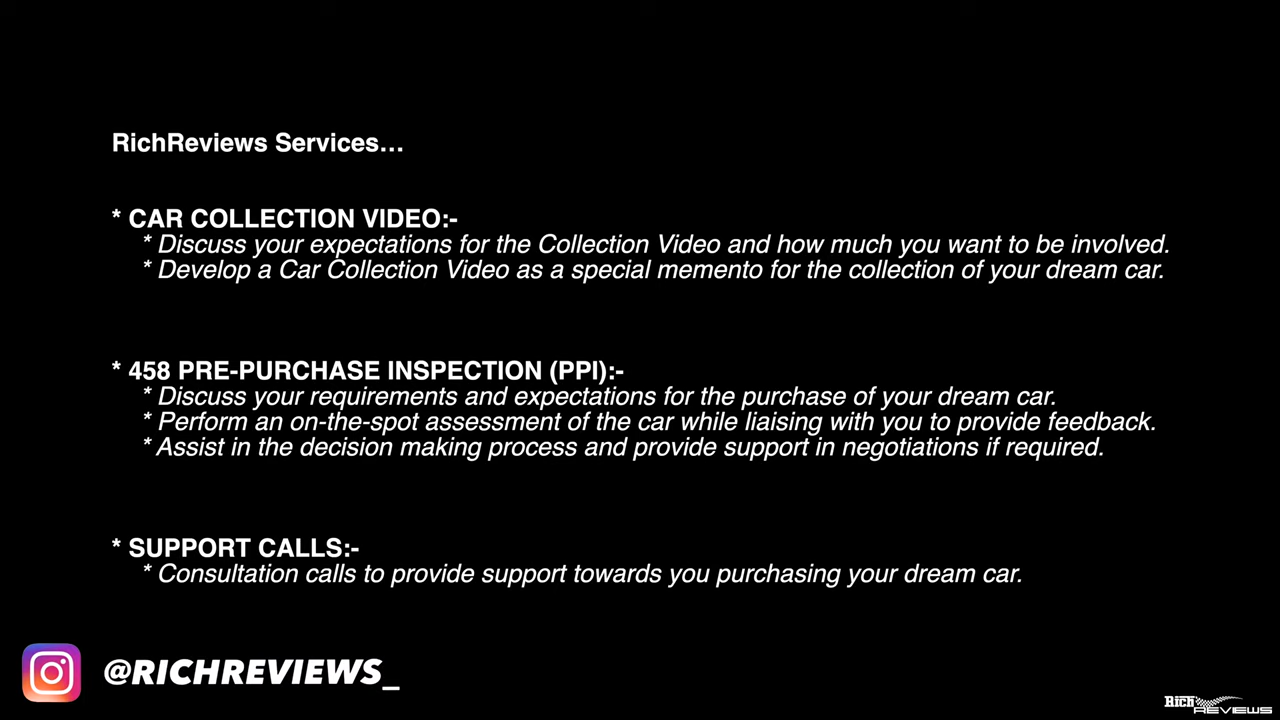 RichReviews Services…
* CAR COLLECTION VIDEO:-
* Discuss your expectations for the Collection Video and how much you want to be involved.
* Develop a Car Collection Video as a special memento for the collection of your dream car.
* 458 PRE-PURCHASE INSPECTION (PPI):-
* Discuss your requirements and expectations for the purchase of your dream car.
* Perform an on-the-spot assessment of the car while liaising with you to provide feedback.
* Assist in the decision making process and provide support in negotiations if required.
* SUPPORT CALLS:-
* Consultation calls to provide support towards you purchasing your dream car.
@RICHREVIEWS_
Rich
REVIEWS